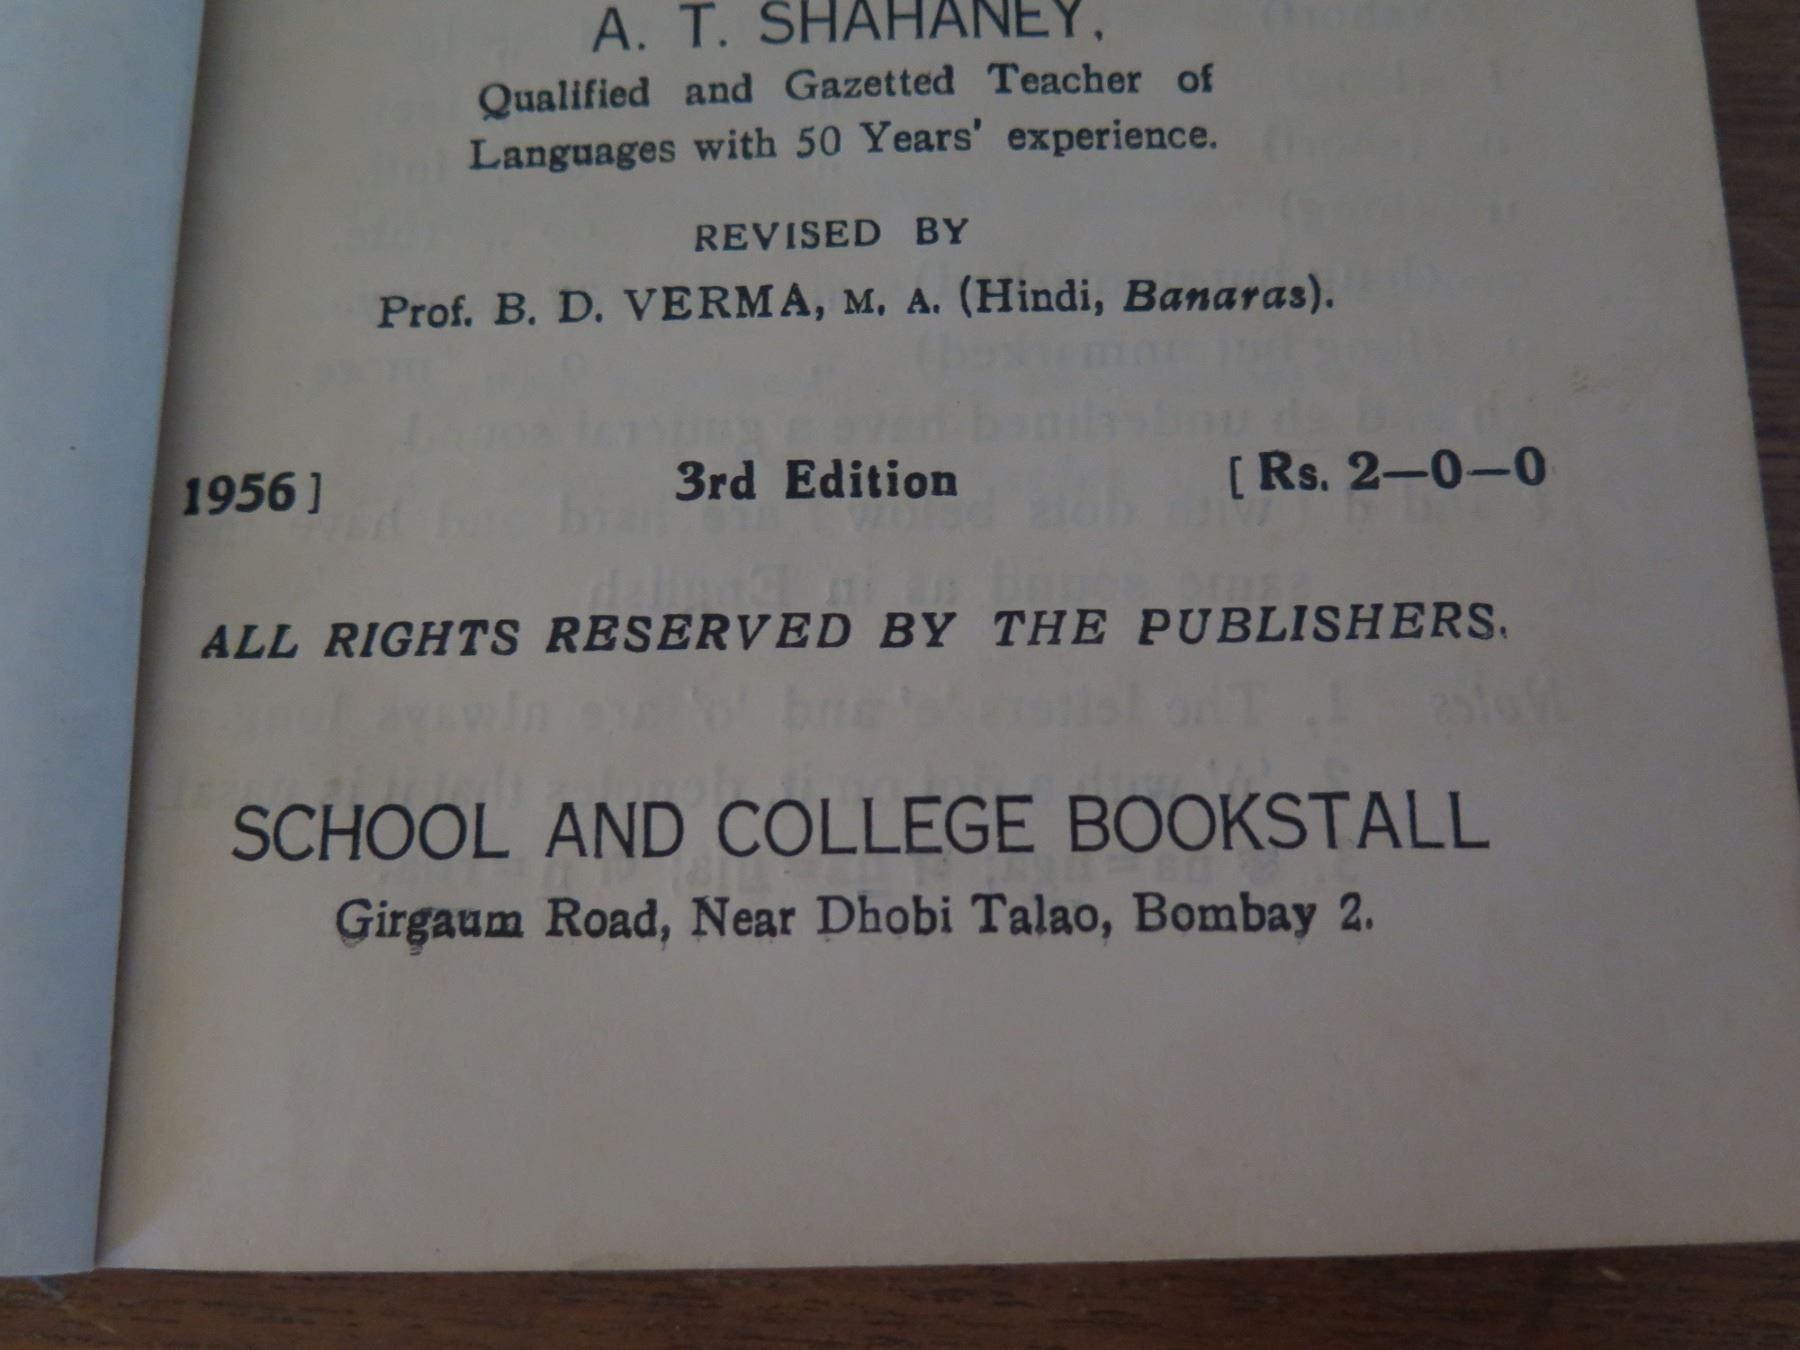 A. T. SHAHANEY,
Qualified and Gazetted Teacher of
Languages with 50 Years' experience.
REVISED BY
Prof. B. D. VERMA, M. A. (Hindi, Banaras).
1956] 3rd Edition [Rs. 2—0—0
ALL RIGHTS RESERVED BY THE PUBLISHERS.
SCHOOL AND COLLEGE BOOKSTALL
Girgaum Road, Near Dhobi Talao, Bombay 2.